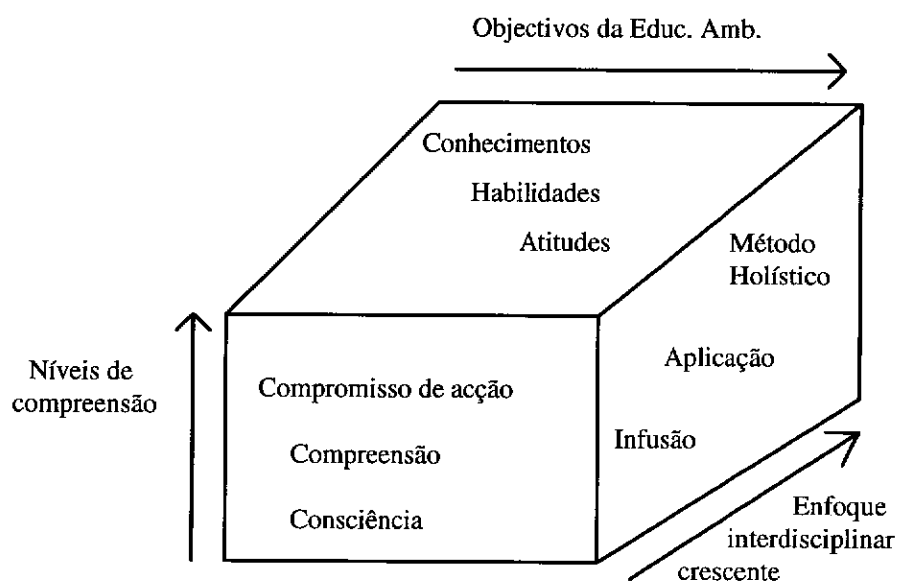 Objectivos da Educ. Amb.
Conhecimentos
Habilidades
Atitudes
Método
Holístico
Aplicação
Infusão
Níveis de
compreensão
Compromisso de acção
Compreensão
Consciência
Enfoque
interdisciplinar
crescente